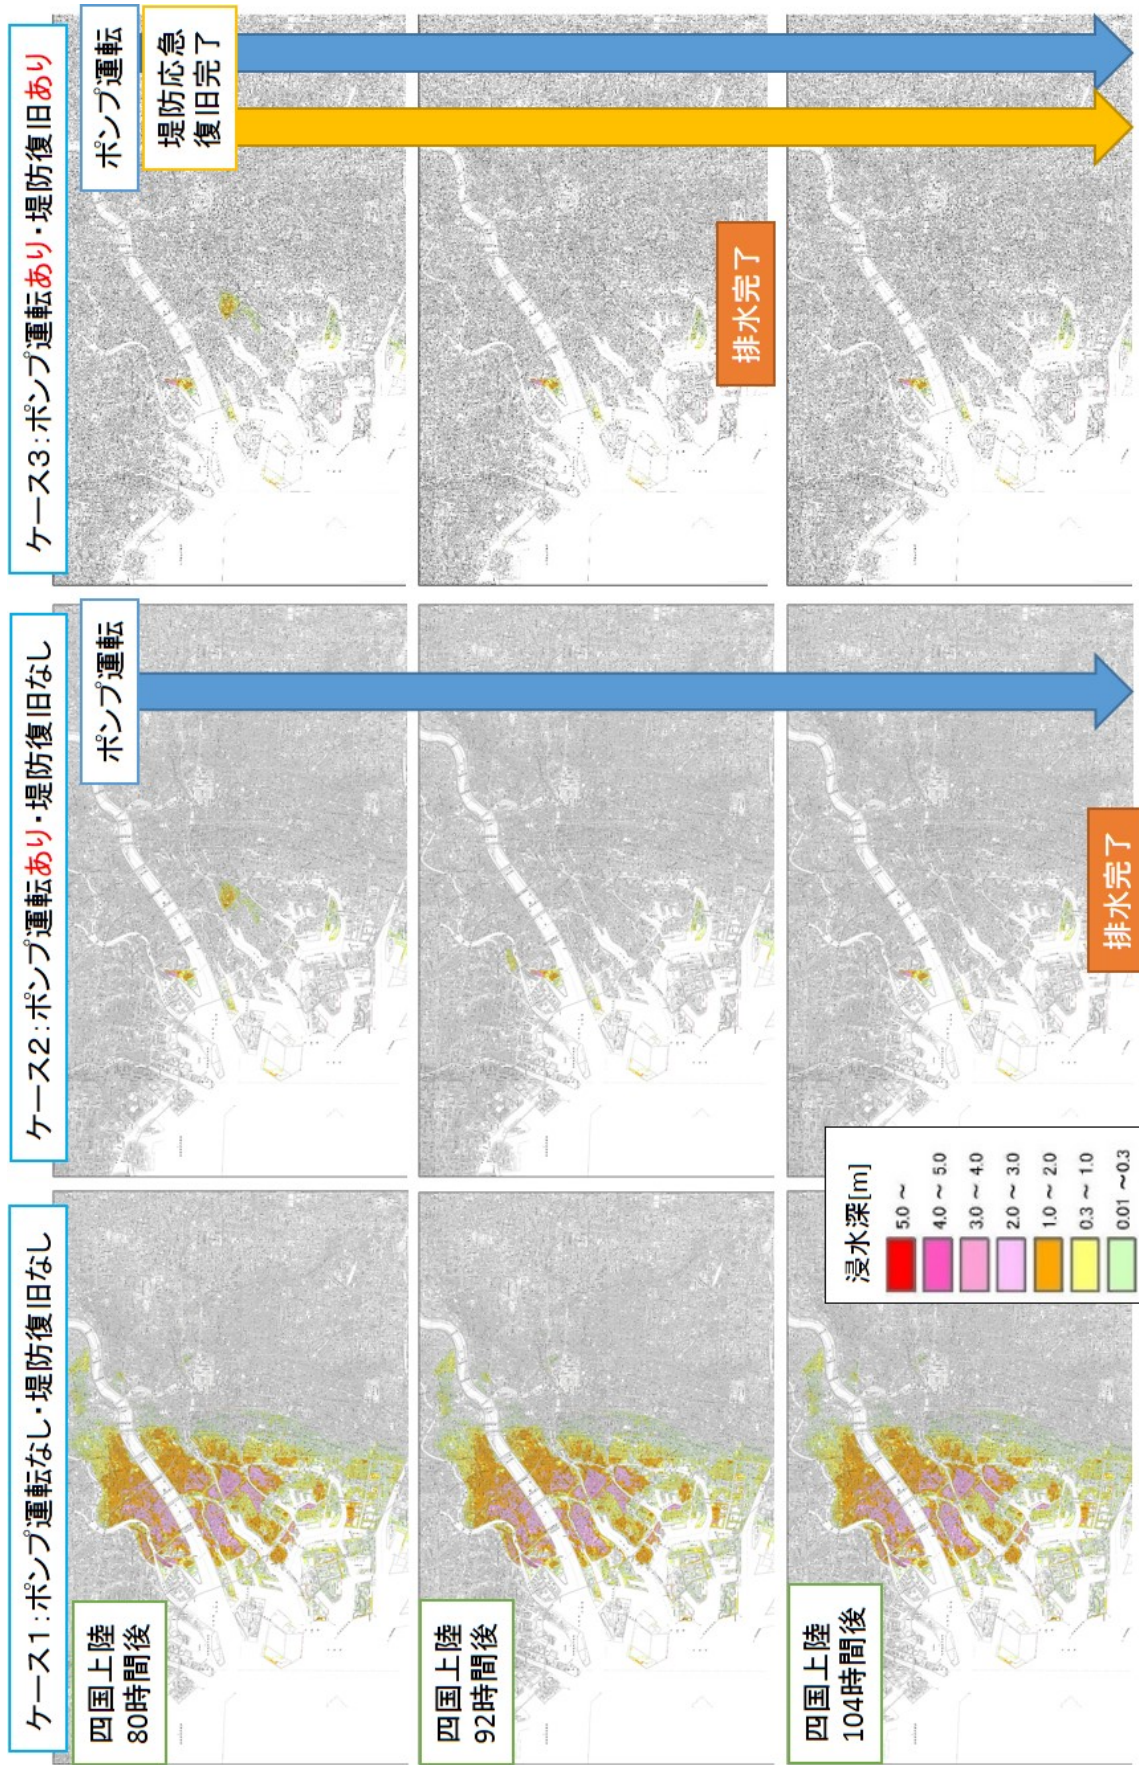 ケース1：ポンプ運転なし・堤防復旧なし
ケース2：ポンプ運転あり・堤防復旧なし
ケース3：ポンプ運転あり・堤防復旧あり
四国上陸
80時間後
ポンプ運転
ポンプ運転
堤防応急
復旧完了
四国上陸
92時間後
排水完了
四国上陸
104時間後
浸水深[m]
5.0 ～
4.0 ～ 5.0
3.0 ～ 4.0
2.0 ～ 3.0
1.0 ～ 2.0
0.3 ～ 1.0
0.01 ～0.3
排水完了